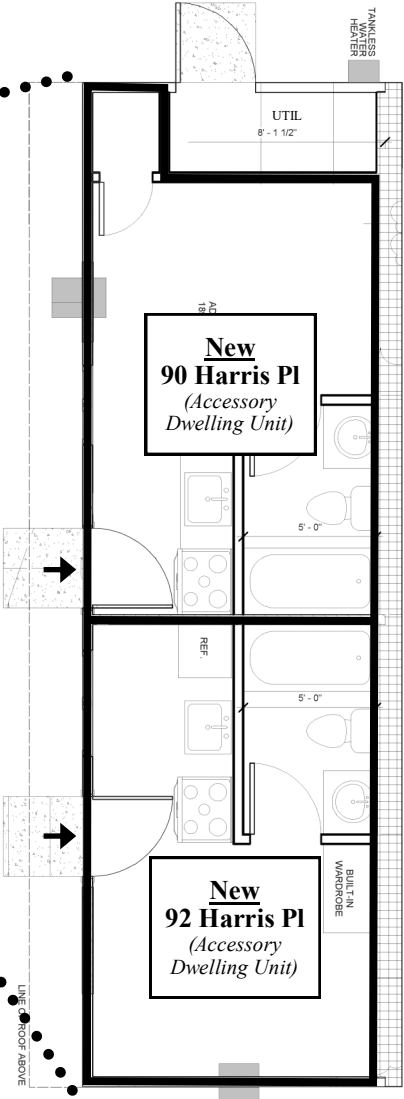 TANKLESS
WATER
HEATER
UTIL
8' - 1 1/2"
New
90 Harris Pl
(Accessory
Dwelling Unit)
5' - 0"
REF.
5' - 0"
BUILT-IN
WARDROBE
New
92 Harris Pl
(Accessory
Dwelling Unit)
LINE OF ROOF ABOVE